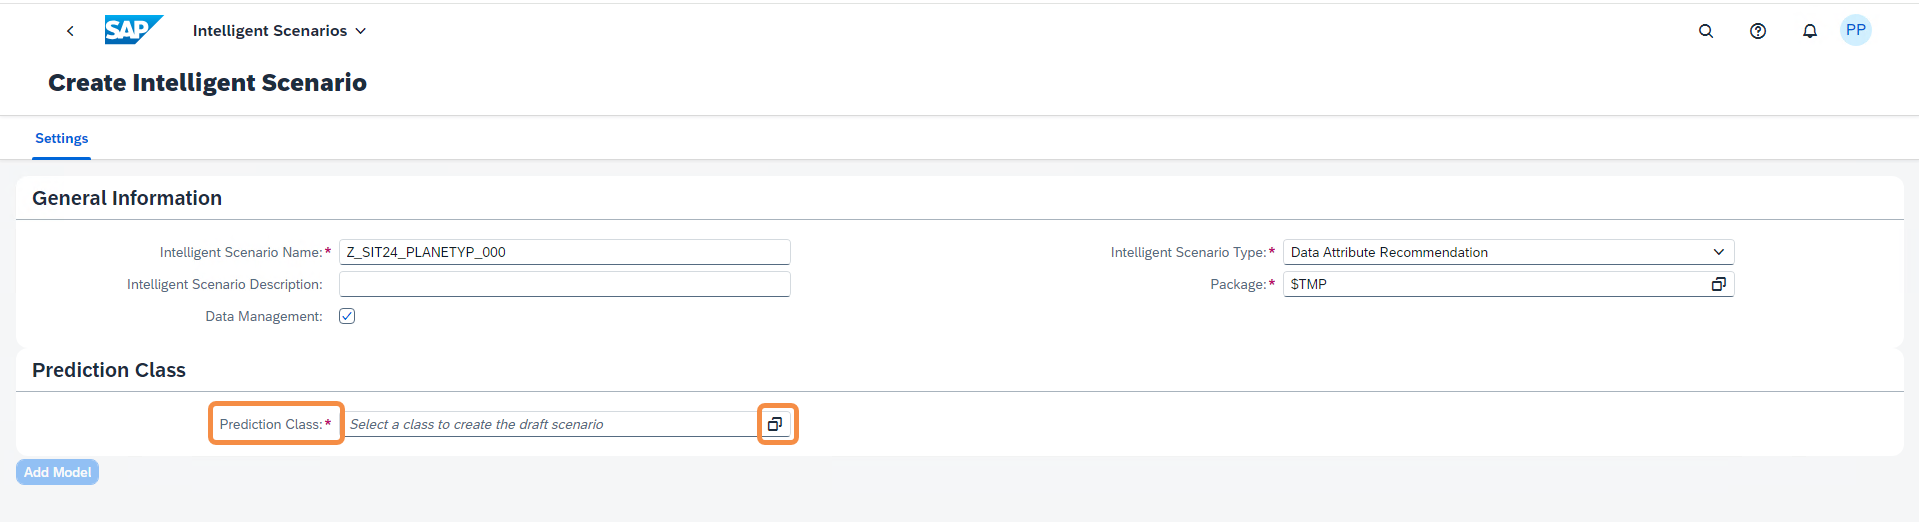 SAP Intelligent Scenarios PP
Create Intelligent Scenario
Settings
General Information
Intelligent Scenario Name:* Z_SIT24_PLANETYP_000 Intelligent Scenario Type:* Data Attribute Recommendation
Intelligent Scenario Description: Package:* $TMP
Data Management:
Prediction Class
Prediction Class:* Select a class to create the draft scenario
Add Model